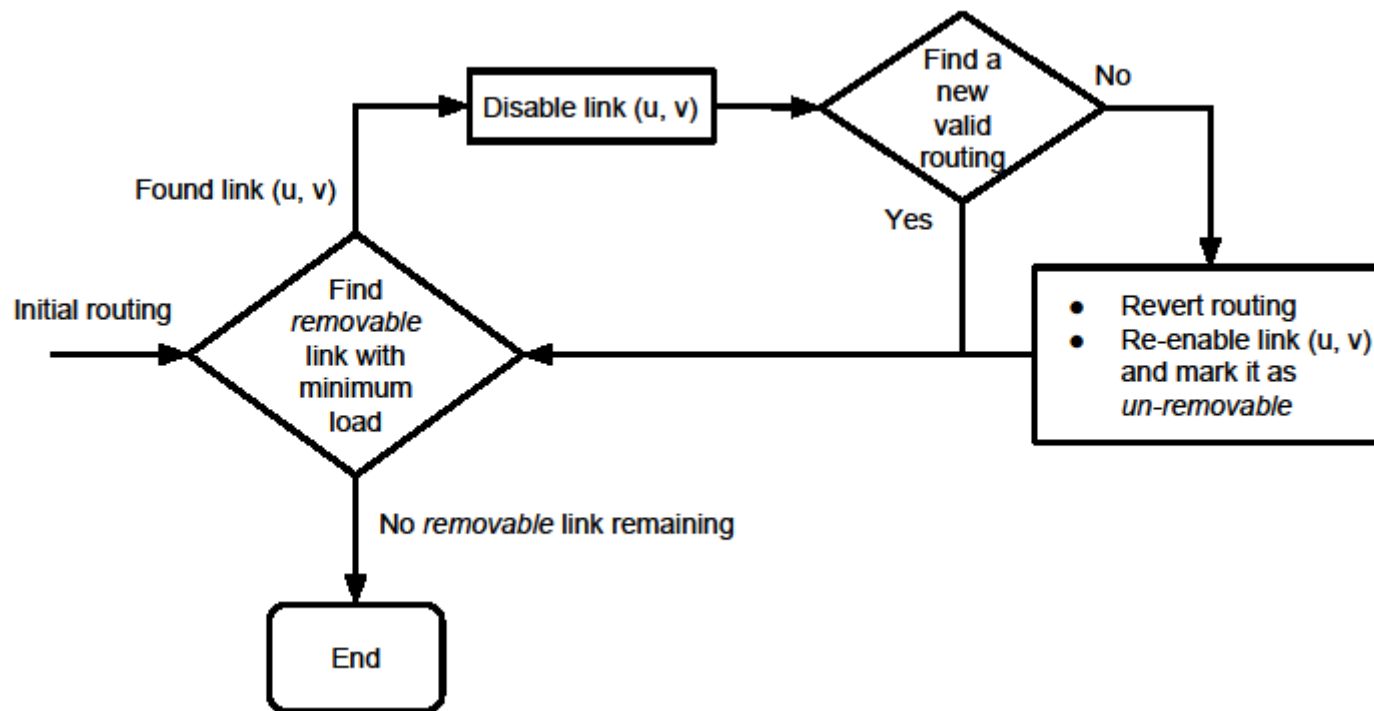 Find a
new
valid
routing
No
Disable link (u, v)
Found link (u, v)
Yes
Initial routing
Find
removable
link with
minimum
load
● Revert routing
● Re-enable link (u, v)
and mark it as
un-removable
No removable link remaining
End